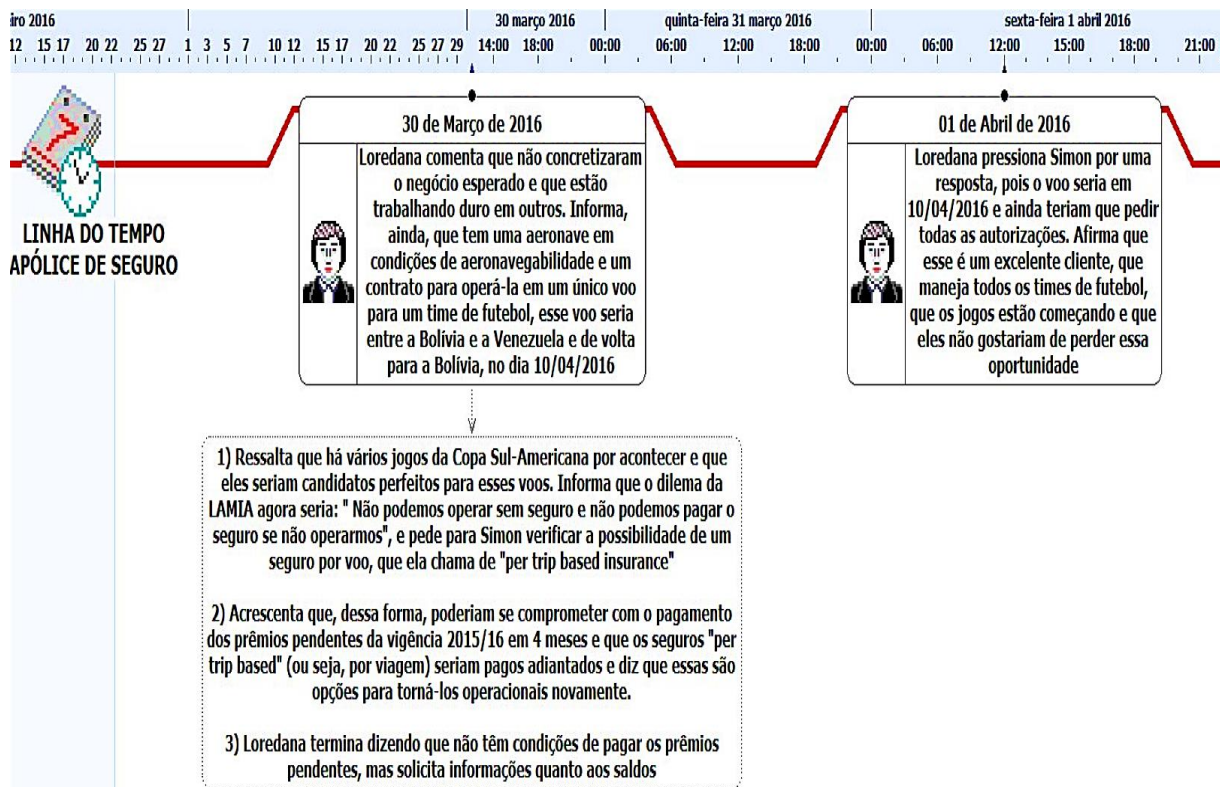 iro 2016
30 março 2016
quinta-feira 31 março 2016
sexta-feira 1 abril 2016
12 15 17 20 22 25 27 1 3 5 7 10 12 15 17 20 22 25 27 29 14:00 18:00 00:00 06:00 12:00 18:00 00:00 06:00 12:00 15:00 18:00 21:00
LINHA DO TEMPO
APÓLICE DE SEGURO
30 de Março de 2016
Loredana comenta que não concretizaram
o negócio esperado e que estão
trabalhando duro em outros. Informa,
ainda, que tem uma aeronave em
condições de aeronavegabilidade e um
contrato para operá-la em um único voo
para um time de futebol, esse voo seria
entre a Bolívia e a Venezuela e de volta
para a Bolívia, no dia 10/04/2016
01 de Abril de 2016
Loredana pressiona Simon por uma
resposta, pois o voo seria em
10/04/2016 e ainda teriam que pedir
todas as autorizações. Afirma que
esse é um excelente cliente, que
maneja todos os times de futebol,
que os jogos estão começando e que
eles não gostariam de perder essa
oportunidade
1) Ressalta que há vários jogos da Copa Sul-Americana por acontecer e que
eles seriam candidatos perfeitos para esses voos. Informa que o dilema da
LAMIA agora seria: " Não podemos operar sem seguro e não podemos pagar o
seguro se não operarmos", e pede para Simon verificar a possibilidade de um
seguro por voo, que ela chama de "per trip based insurance"
2) Acrescenta que, dessa forma, poderiam se comprometer com o pagamento
dos prêmios pendentes da vigência 2015/16 em 4 meses e que os seguros "per
trip based" (ou seja, por viagem) seriam pagos adiantados e diz que essas são
opções para torná-los operacionais novamente.
3) Loredana termina dizendo que não têm condições de pagar os prêmios
pendentes, mas solicita informações quanto aos saldos